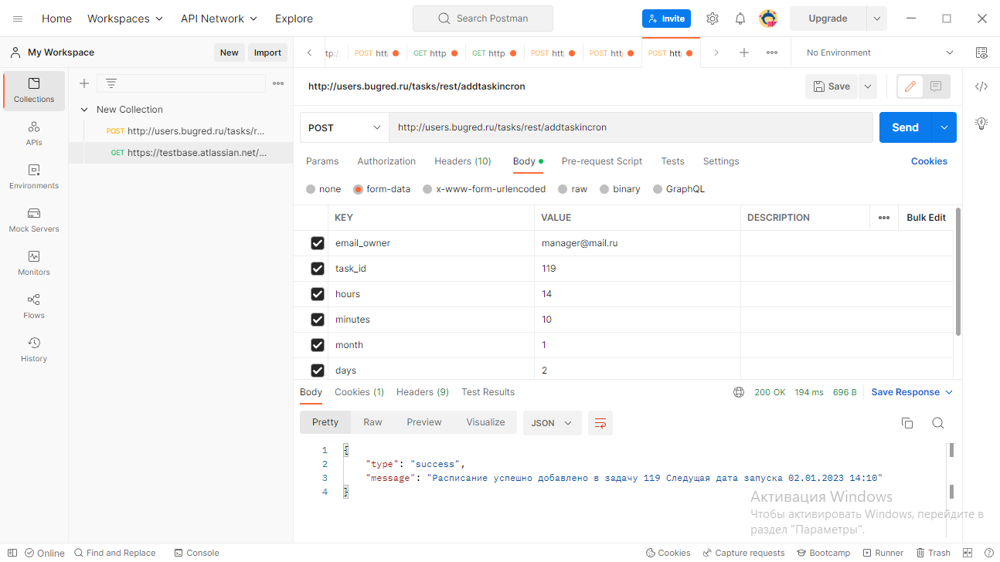 Home Workspaces API Network Explore Search Postman Invite Upgrade
My Workspace New Import
tp:/ POST htt GET http GET http POST htt POST htt POST htt No Environment
Collections
APIs
Environments
Mock Servers
Monitors
Flows
History
New Collection
POST http://users.bugred.ru/tasks/r...
GET https://testbase.atlassian.net/...
http://users.bugred.ru/tasks/rest/addtaskincron Save
POST http://users.bugred.ru/tasks/rest/addtaskincron Send
Params Authorization Headers (10) Body Pre-request Script Tests Settings Cookies
none form-data x-www-form-urlencoded raw binary GraphQL
KEY VALUE DESCRIPTION Bulk Edit
email_owner manager@mail.ru
task_id 119
hours 14
minutes 10
month 1
days 2
Body Cookies (1) Headers (9) Test Results 200 OK 194 ms 696 B Save Response
Pretty Raw Preview Visualize JSON
1 {
2 "type": "success",
3 "message": "Расписание успешно добавлено в задачу 119 Следущая дата запуска 02.01.2023 14:10"
4 }
Активация Windows
Чтобы активировать Windows, перейдите в
раздел "Параметры".
Online Find and Replace Console Cookies Capture requests Bootcamp Runner Trash